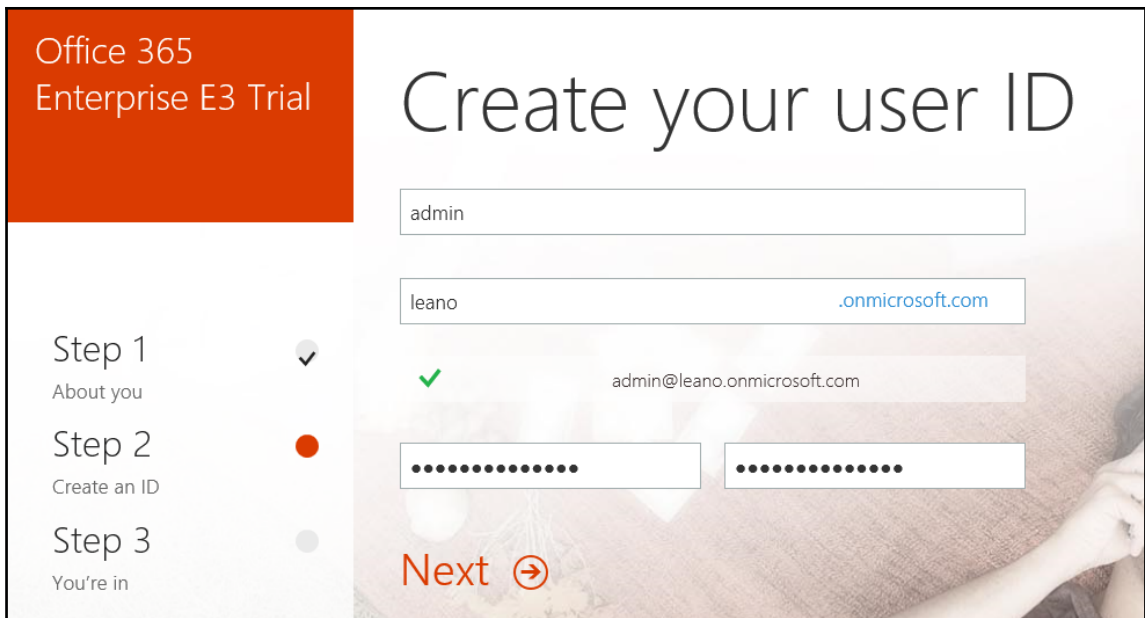 Office 365
Enterprise E3 Trial
Create your user ID
admin
leano .onmicrosoft.com
admin@leano.onmicrosoft.com
••••••••••••••  ••••••••••••••
Next
Step 1
About you
Step 2
Create an ID
Step 3
You're in